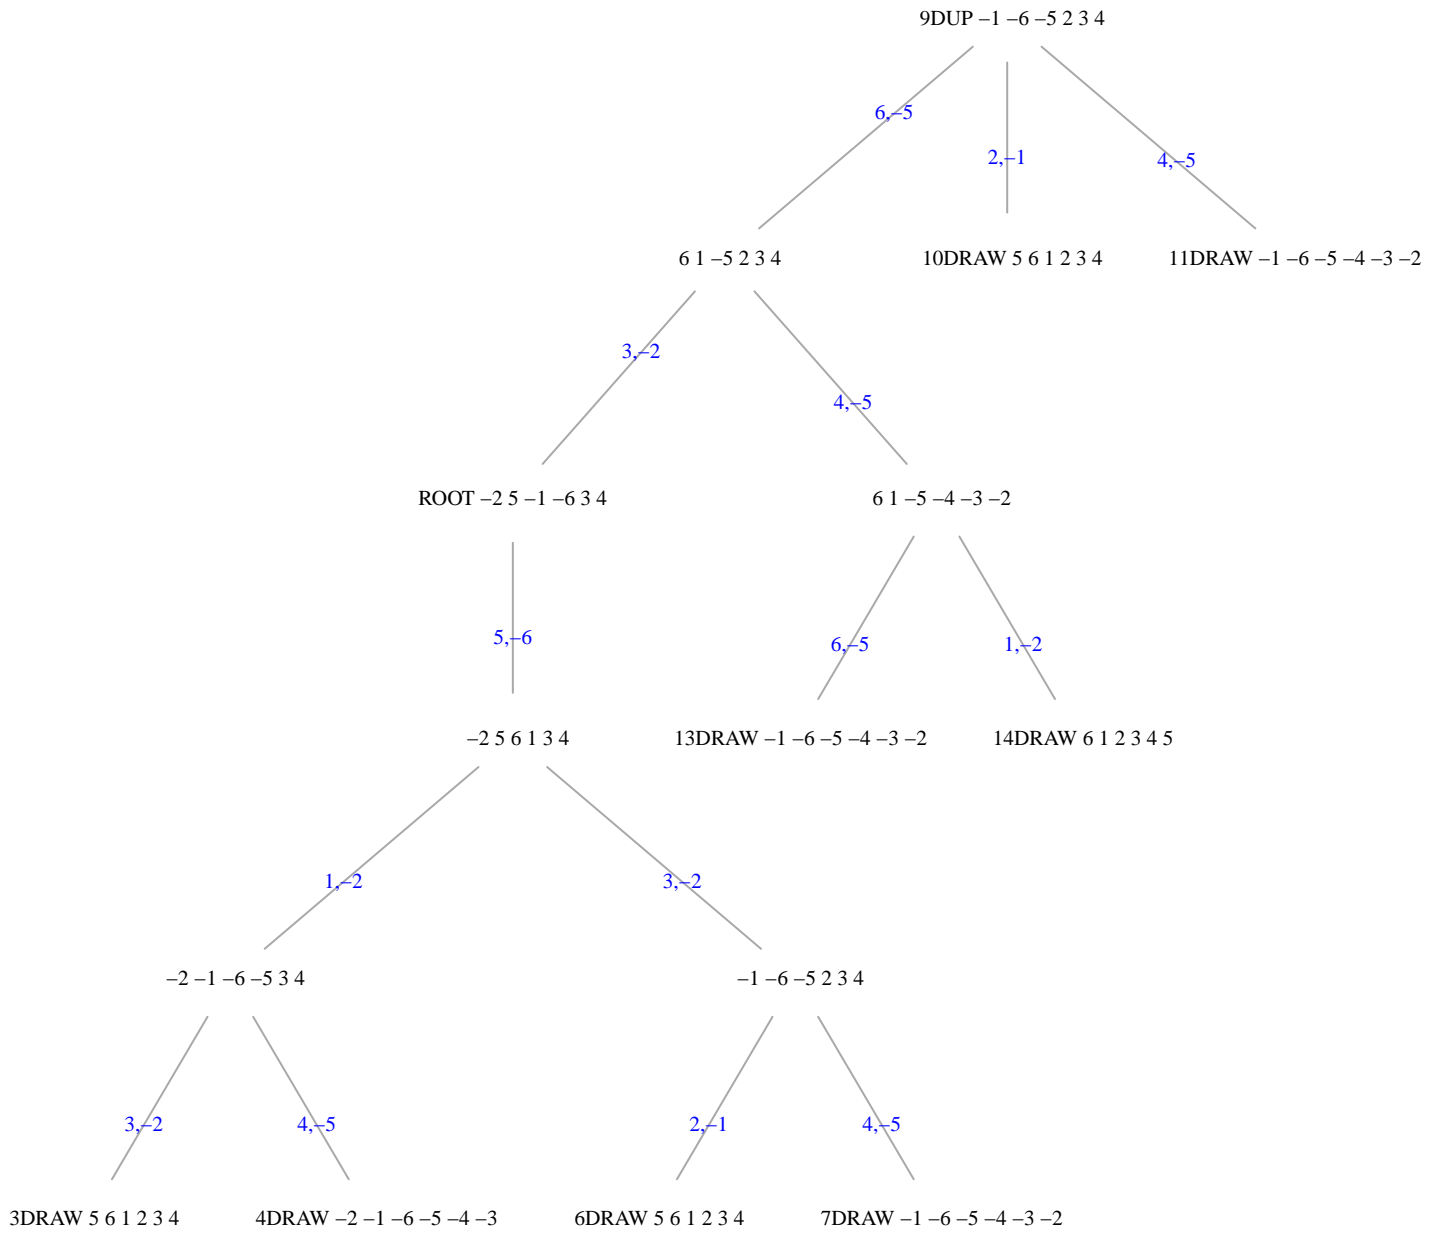 9DUP –1 –6 –5 2 3 4
6,–5
2,–1
4,–5
6 1 –5 2 3 4
10DRAW 5 6 1 2 3 4
11DRAW –1 –6 –5 –4 –3 –2
3,–2
4,–5
ROOT –2 5 –1 –6 3 4
6 1 –5 –4 –3 –2
5,–6
6,–5
1,–2
–2 5 6 1 3 4
13DRAW –1 –6 –5 –4 –3 –2
14DRAW 6 1 2 3 4 5
1,–2
3,–2
–2 –1 –6 –5 3 4
–1 –6 –5 2 3 4
3,–2
4,–5
2,–1
4,–5
3DRAW 5 6 1 2 3 4
4DRAW –2 –1 –6 –5 –4 –3
6DRAW 5 6 1 2 3 4
7DRAW –1 –6 –5 –4 –3 –2